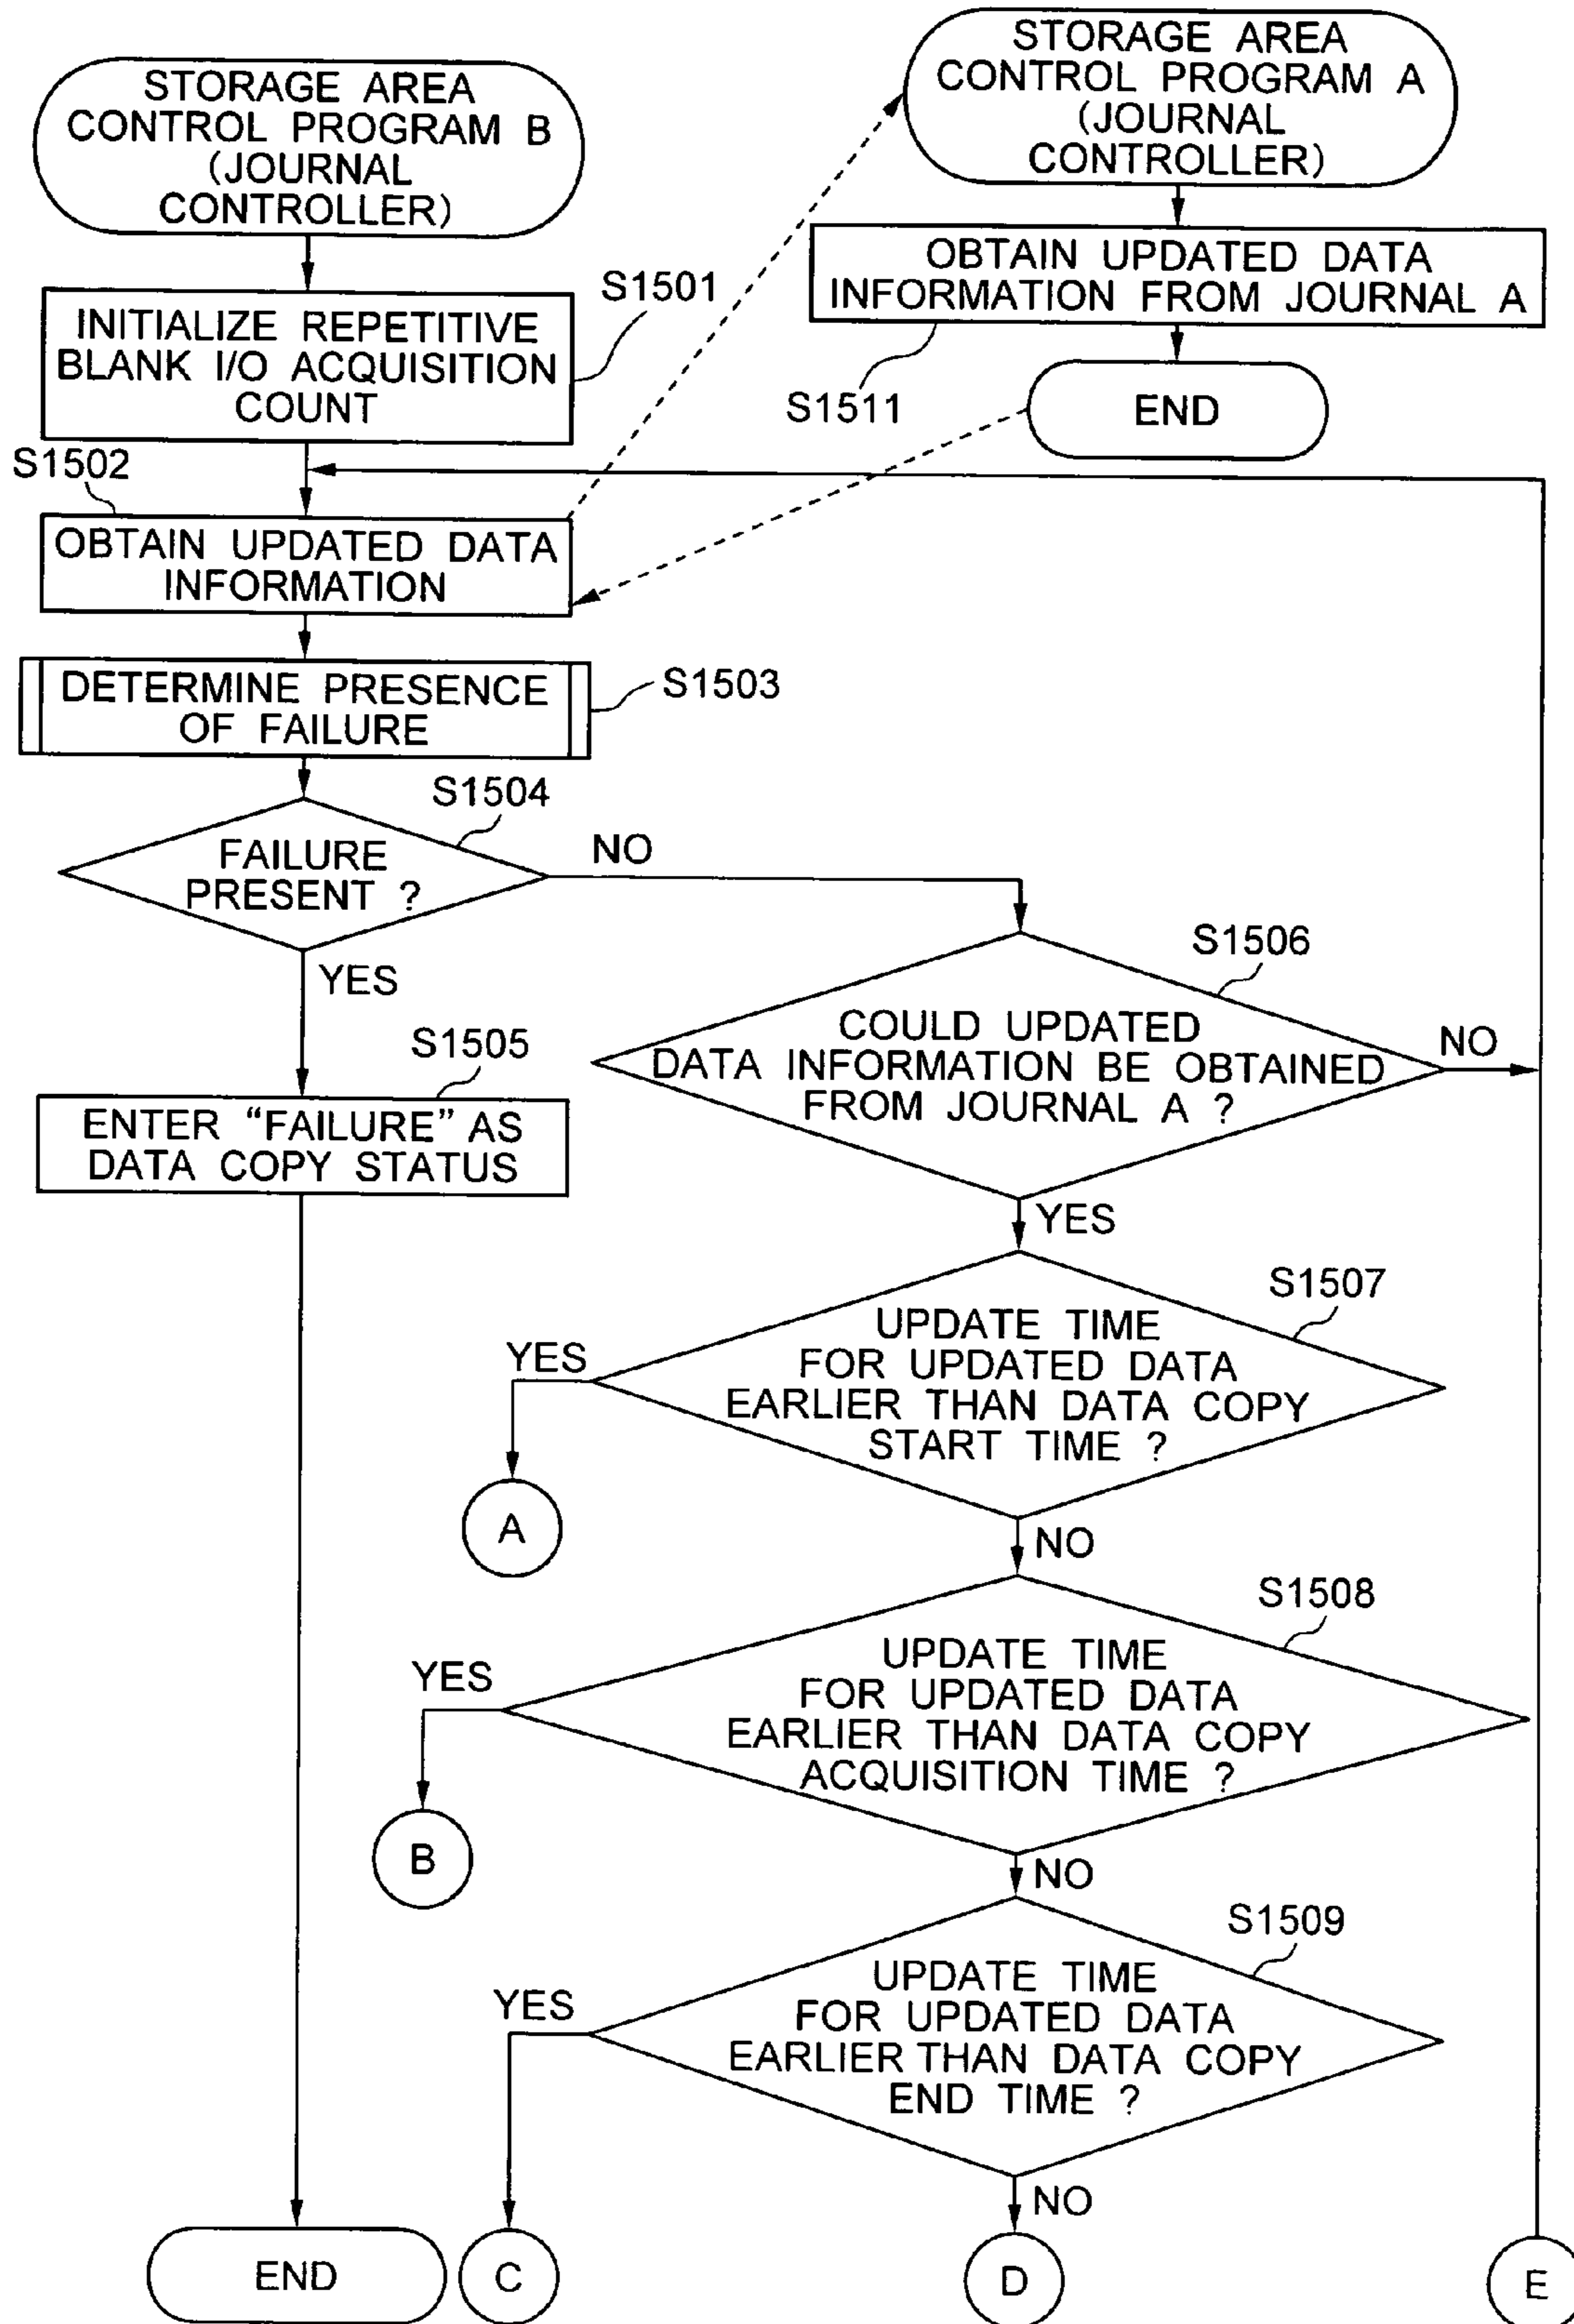 STORAGE AREA
CONTROL PROGRAM B
(JOURNAL
CONTROLLER)
STORAGE AREA
CONTROL PROGRAM A
(JOURNAL
CONTROLLER)
OBTAIN UPDATED DATA
INFORMATION FROM JOURNAL A
S1511
END
S1501
INITIALIZE REPETITIVE
BLANK I/O ACQUISITION
COUNT
S1502
OBTAIN UPDATED DATA
INFORMATION
DETERMINE PRESENCE
OF FAILURE
S1503
S1504
FAILURE
PRESENT ?
NO
YES
S1505
ENTER “FAILURE” AS
DATA COPY STATUS
S1506
COULD UPDATED
DATA INFORMATION BE OBTAINED
FROM JOURNAL A ?
NO
YES
S1507
UPDATE TIME
FOR UPDATED DATA
EARLIER THAN DATA COPY
START TIME ?
YES
A
NO
S1508
UPDATE TIME
FOR UPDATED DATA
EARLIER THAN DATA COPY
ACQUISITION TIME ?
YES
B
NO
S1509
UPDATE TIME
FOR UPDATED DATA
EARLIER THAN DATA COPY
END TIME ?
YES
NO
END
C
D
E